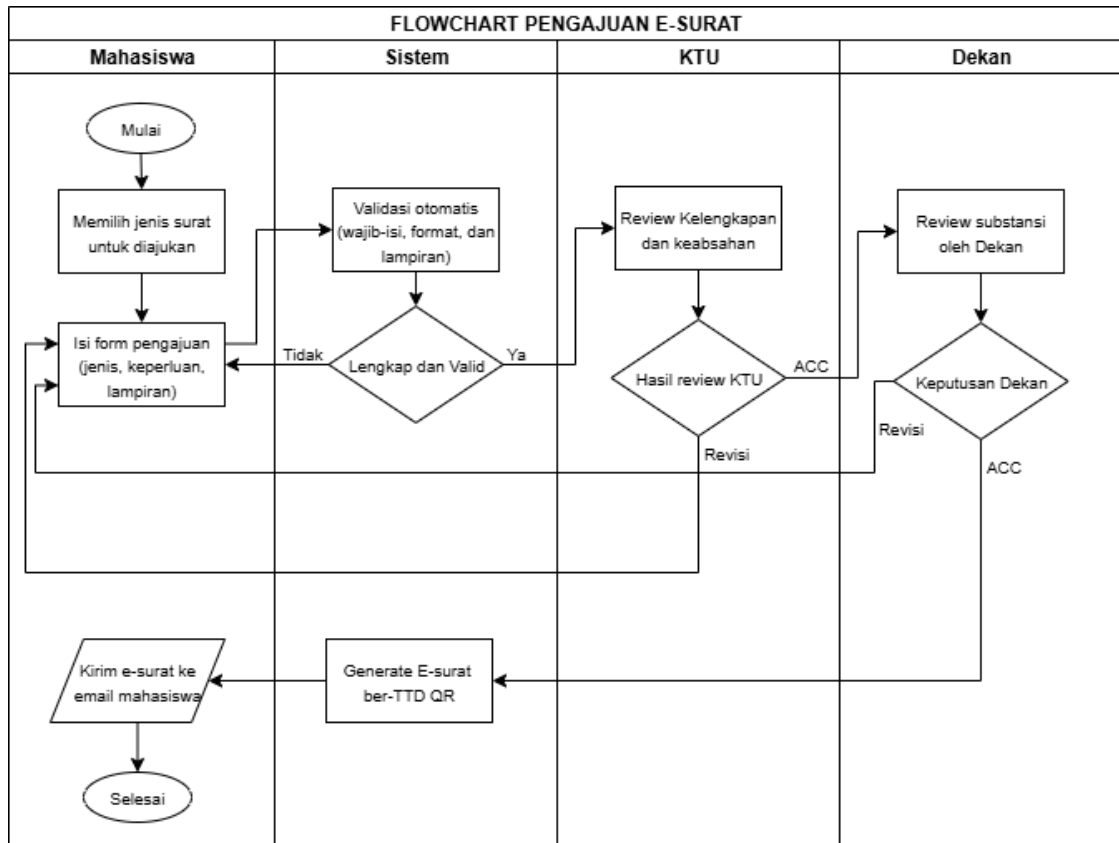 FLOWCHART PENGAJUAN E-SURAT
Mahasiswa
Sistem
KTU
Dekan
Mulai
Memilih jenis surat
untuk diajukan
Isi form pengajuan
(jenis, keperluan,
lampiran)
Validasi otomatis
(wajib-isi, format, dan
lampiran)
Tidak
Lengkap dan Valid
Ya
Review Kelengkapan
dan keabsahan
Hasil review KTU
ACC
Revisi
Review substansi
oleh Dekan
Keputusan Dekan
Revisi
ACC
Generate E-surat
ber-TTD QR
Kirim e-surat ke
email mahasiswa
Selesai